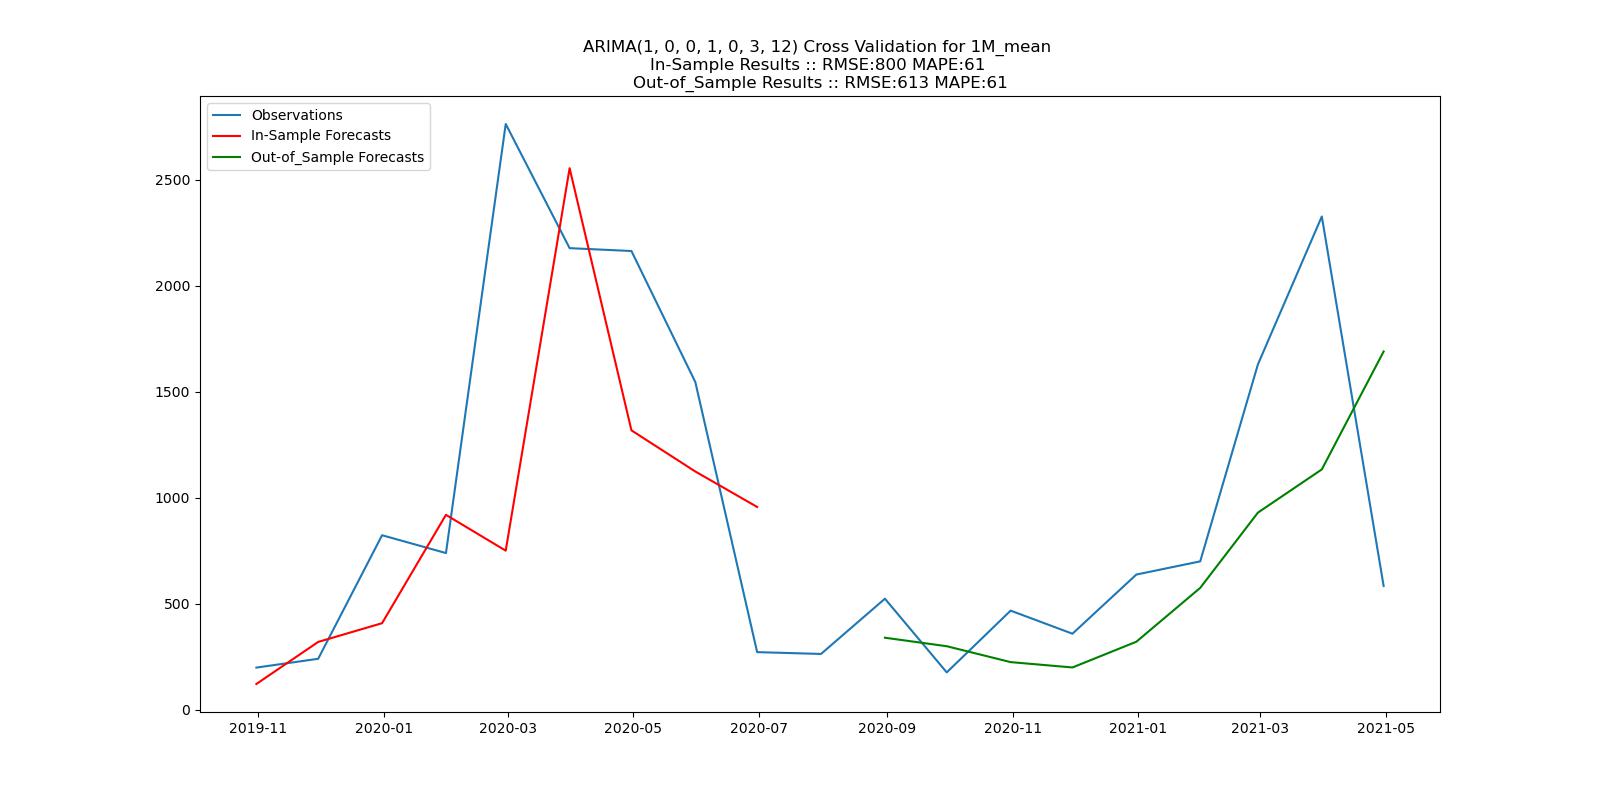 ARIMA(1, 0, 0, 1, 0, 3, 12) Cross Validation for 1M_mean
In-Sample Results :: RMSE:800 MAPE:61
Out-of_Sample Results :: RMSE:613 MAPE:61
Observations
In-Sample Forecasts
Out-of_Sample Forecasts
2500
2000
1500
1000
500
0
2019-11 2020-01 2020-03 2020-05 2020-07 2020-09 2020-11 2021-01 2021-03 2021-05